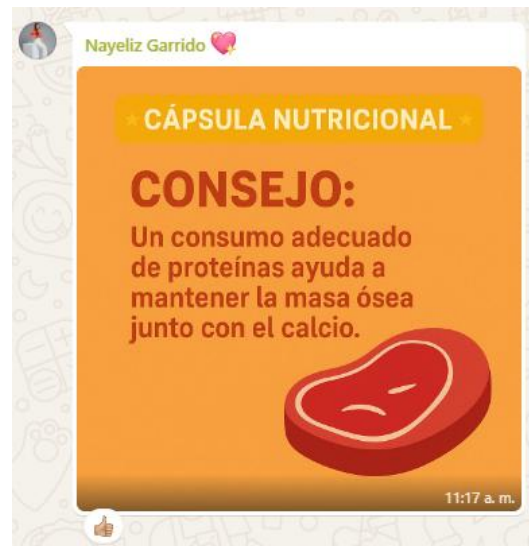 Nayeliz Garrido 💖
CÁPSULA NUTRICIONAL
CONSEJO:
Un consumo adecuado
de proteínas ayuda a
mantener la masa ósea
junto con el calcio.
11:17 a. m.